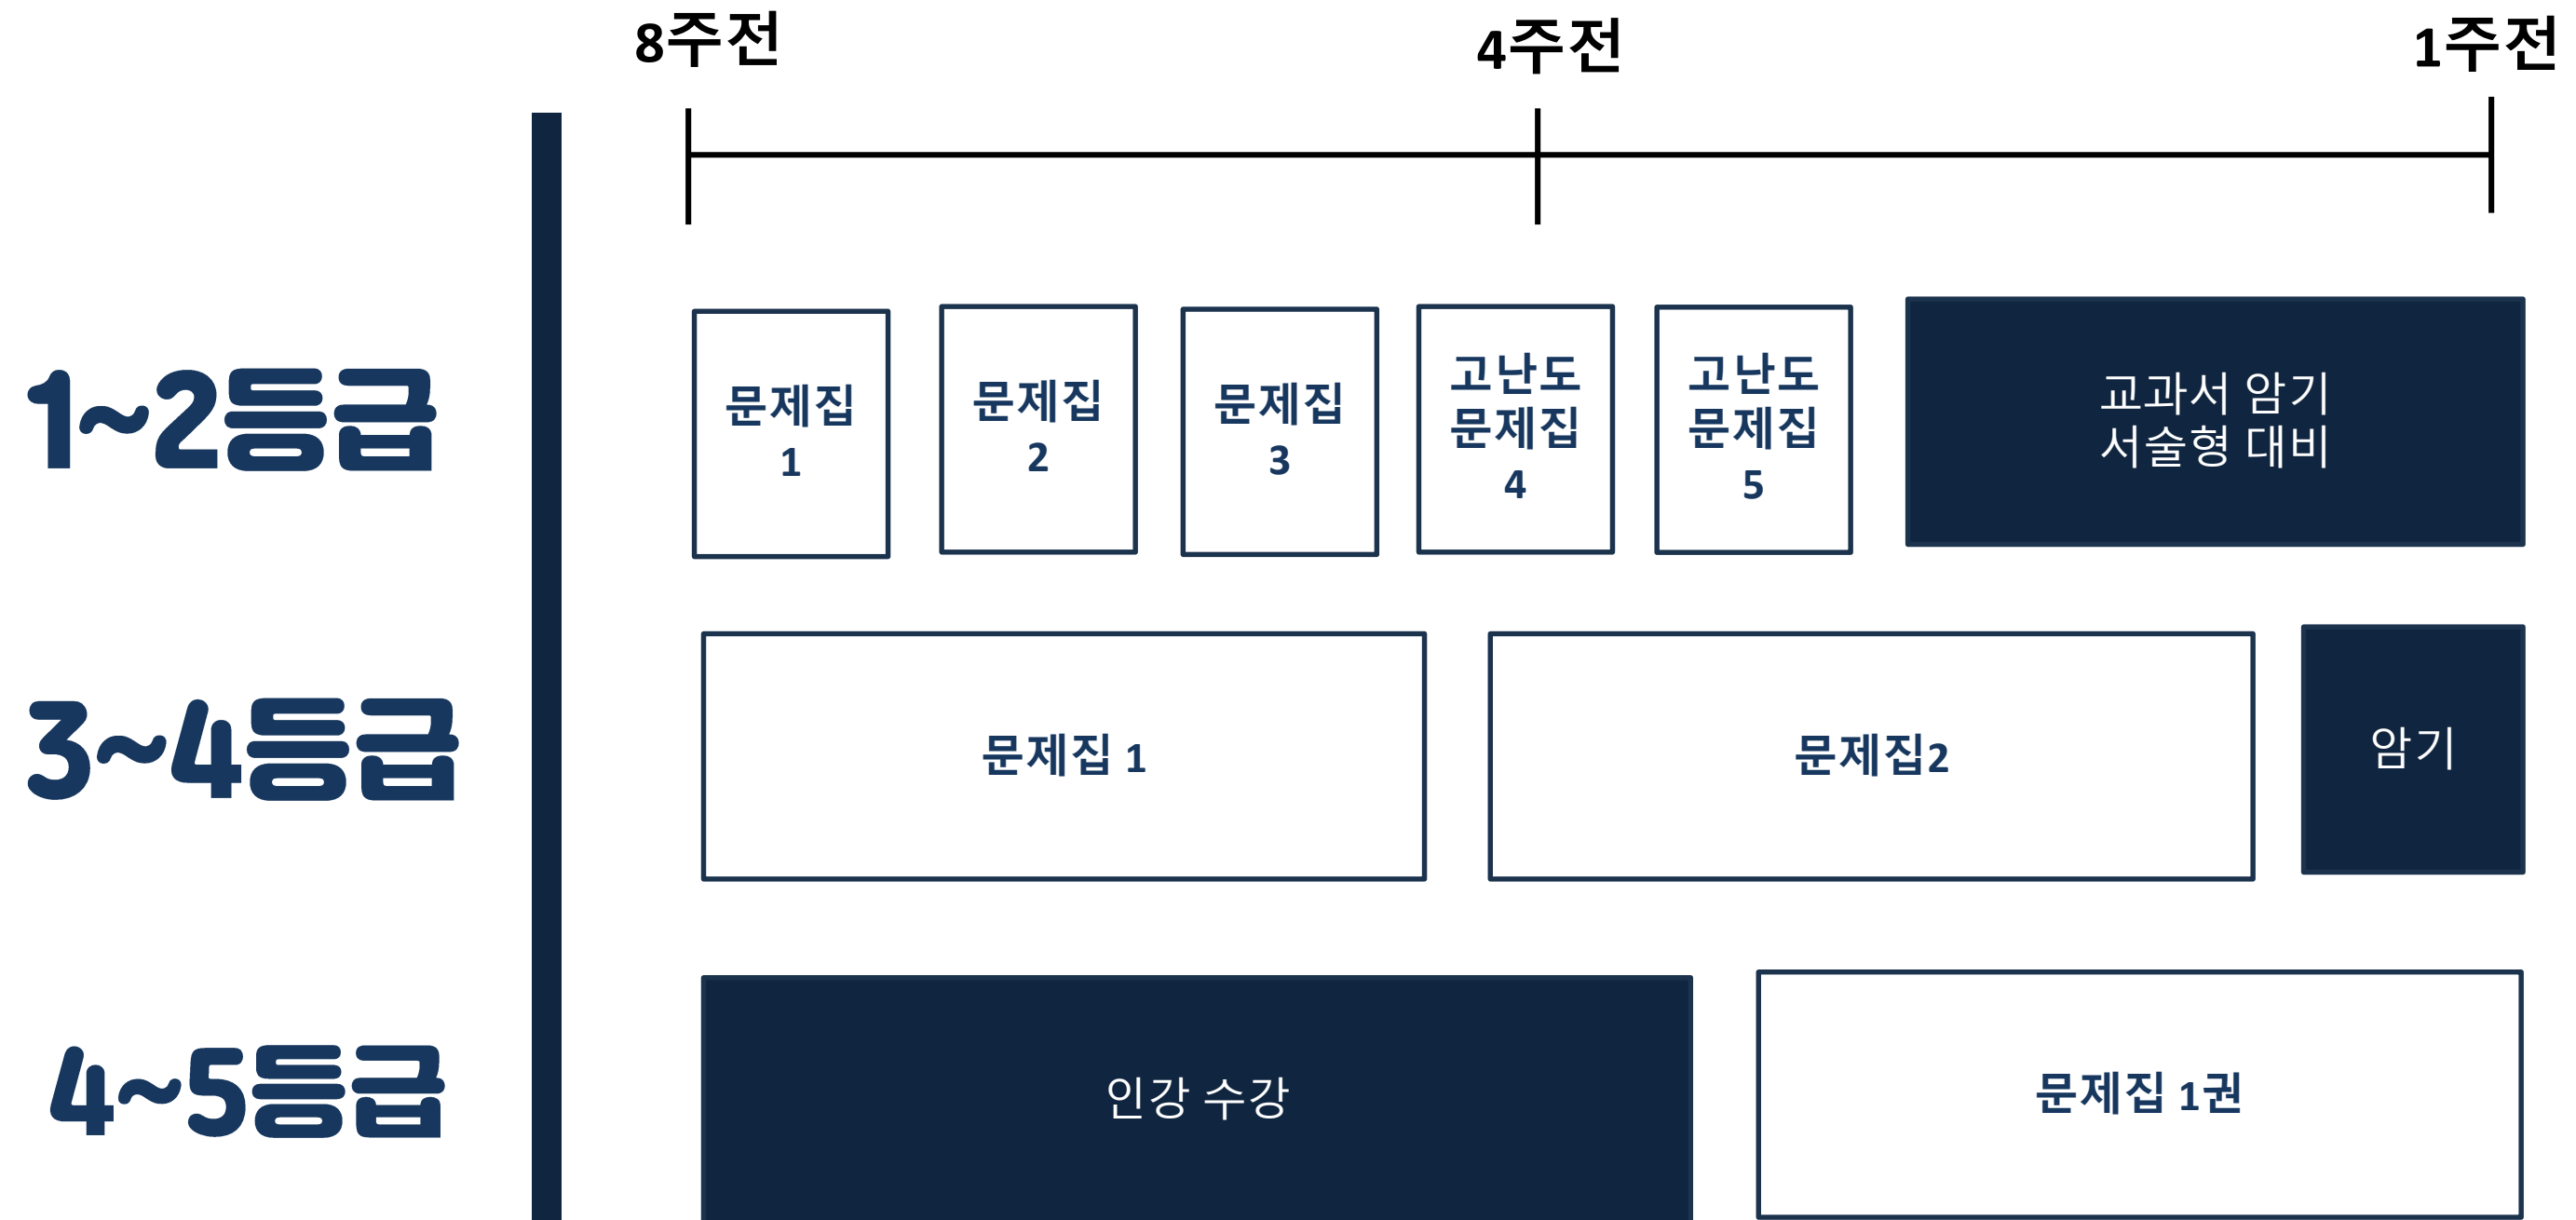 8주전
4주전
1주전
1~2등급
문제집
1
문제집
2
문제집
3
고난도
문제집
4
고난도
문제집
5
교과서 암기
서술형 대비
3~4등급
문제집 1
문제집2
암기
4~5등급
인강 수강
문제집 1권